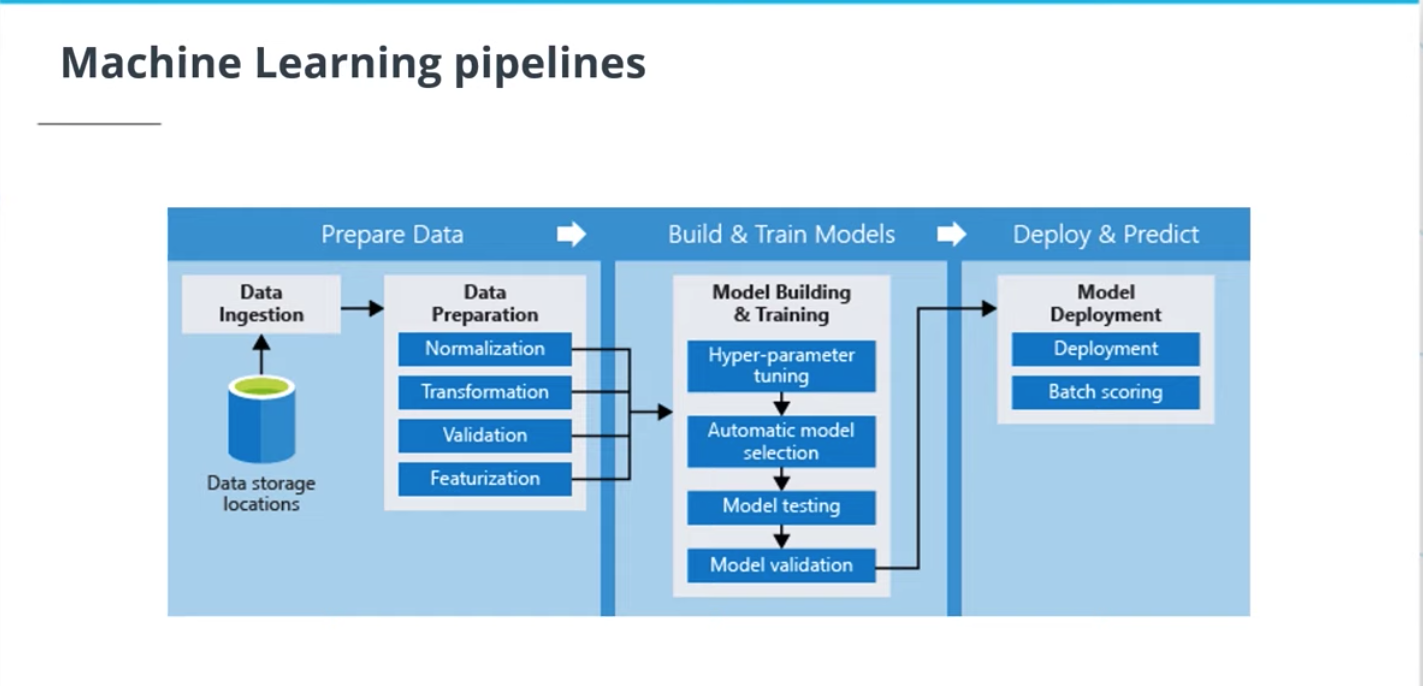 Machine Learning pipelines
Prepare Data
Build & Train Models
Deploy & Predict
Data
Ingestion
Data storage
locations
Data
Preparation
Normalization
Transformation
Validation
Featurization
Model Building
& Training
Hyper-parameter
tuning
Automatic model
selection
Model testing
Model validation
Model
Deployment
Deployment
Batch scoring